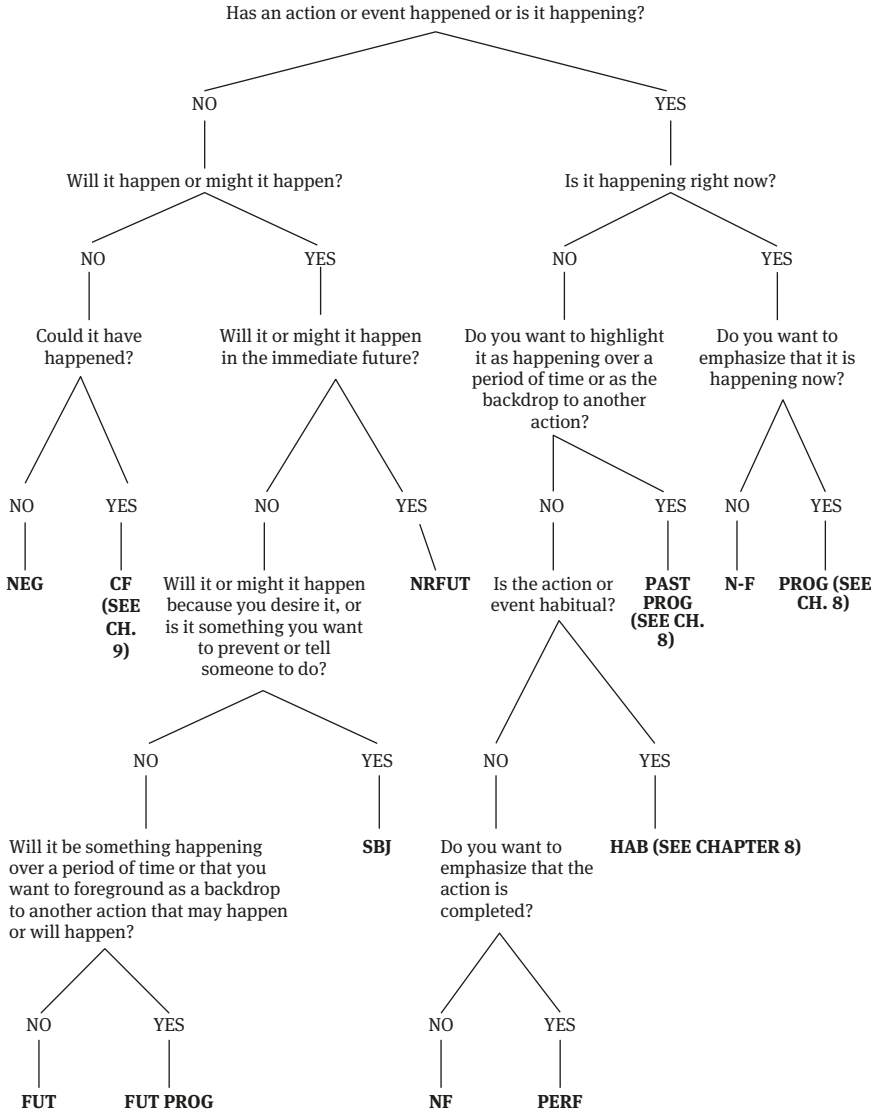 Has an action or event happened or is it happening?
NO
YES
Will it happen or might it happen?
Is it happening right now?
NO
YES
NO
YES
Could it have
happened?
Will it or might it happen
in the immediate future?
Do you want to highlight
it as happening over a
period of time or as the
backdrop to another
action?
Do you want to
emphasize that it is
happening now?
NO
YES
NO
YES
NO
YES
NO
YES
NEG
CF
(SEE
CH.
9)
Will it or might it happen
because you desire it, or
is it something you want
to prevent or tell
someone to do?
NRFUT
Is the action or
event habitual?
PAST
PROG
(SEE CH.
8)
N-F
PROG (SEE
CH. 8)
NO
YES
NO
YES
Will it be something happening
over a period of time or that you
want to foreground as a backdrop
to another action that may happen
or will happen?
SBJ
Do you want to
emphasize that the
action is
completed?
HAB (SEE CHAPTER 8)
NO
YES
NO
YES
FUT
FUT PROG
NF
PERF